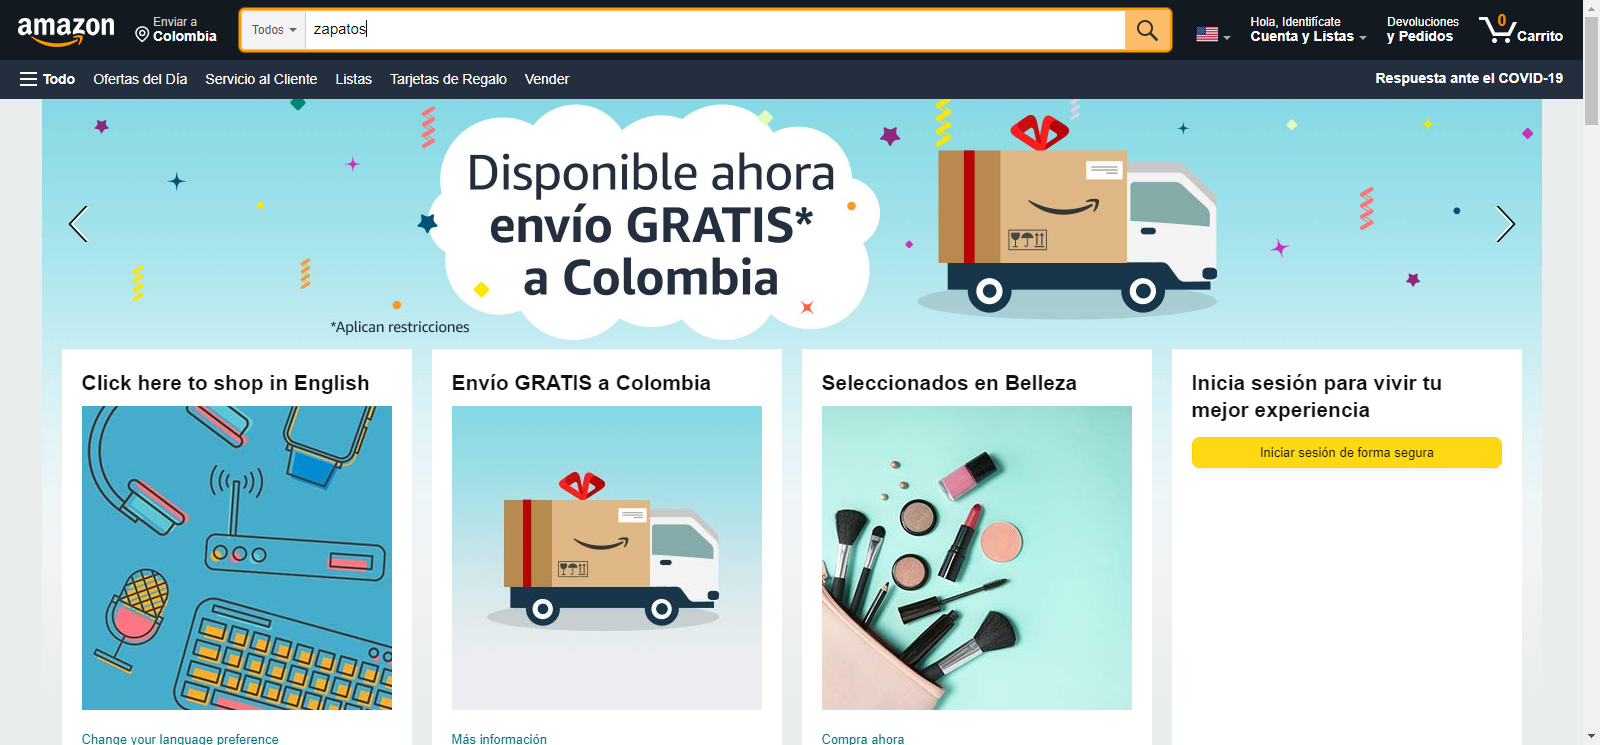 amazon
Enviar a
Colombia
Todos
zapatos
Hola, Identifícate
Cuenta y Listas
Devoluciones
y Pedidos
0
Carrito
Todo
Ofertas del Día
Servicio al Cliente
Listas
Tarjetas de Regalo
Vender
Respuesta ante el COVID-19
Disponible ahora
envío GRATIS*
a Colombia
*Aplican restricciones
Click here to shop in English
Change your language preference
Envío GRATIS a Colombia
Más información
Seleccionados en Belleza
Compra ahora
Inicia sesión para vivir tu
mejor experiencia
Iniciar sesión de forma segura